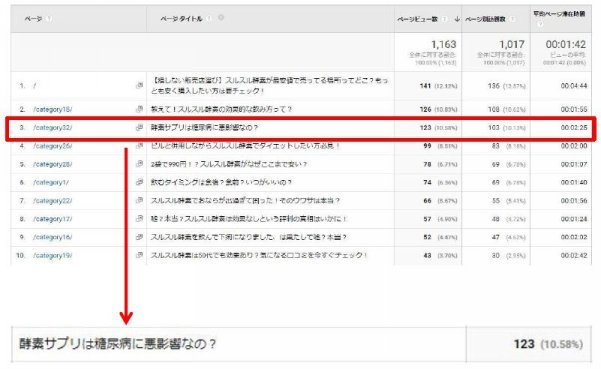 ページ ページ タイトル ページビュー数 ページ別訪問数 平均ページ滞在時間
1,163 1,017 00:01:42
全体に対する割合: 全体に対する割合: ビューの平均:
100.00% (1,163) 100.00% (1,017) 00:01:42 (0.00%)
1. / 【損しない販売店選び】スルスル酵素が最安値で売ってる場所ってどこ？もっとも安く購入したい方は要チェック！ 141 (12.12%) 136 (13.37%) 00:04:44
2. /category18/ 教えて！スルスル酵素の効果的な飲み方って？ 126 (10.83%) 108 (10.62%) 00:01:56
3. /category32/ 酵素サプリは糖尿病に悪影響なの？ 123 (10.58%) 103 (10.13%) 00:02:25
4. /category26/ ピルと併用しながらスルスル酵素でダイエットしたい方必見！ 99 (8.51%) 83 (8.16%) 00:02:00
5. /category28/ 2袋で990円！？スルスル酵素がなぜここまで安い？ 78 (6.71%) 69 (6.78%) 00:01:07
6. /category1/ 飲むタイミングは食後？食前？いつがいいの？ 74 (6.36%) 69 (6.78%) 00:01:40
7. /category22/ スルスル酵素でおならが出過ぎて困った！そのウワサは本当？ 66 (5.67%) 55 (5.41%) 00:01:56
8. /category17/ 嘘？本当？スルスル酵素は効果なしという評判の真相はいかに！ 57 (4.90%) 48 (4.72%) 00:01:24
9. /category16/ スルスル酵素を飲んで下痢になりました、は果たして嘘？本当？ 52 (4.47%) 47 (4.62%) 00:02:02
10. /category19/ スルスル酵素は50代でも効果あり？気になる口コミを今すぐチェック！ 43 (3.70%) 30 (2.95%) 00:02:42
酵素サプリは糖尿病に悪影響なの？ 123 (10.58%)